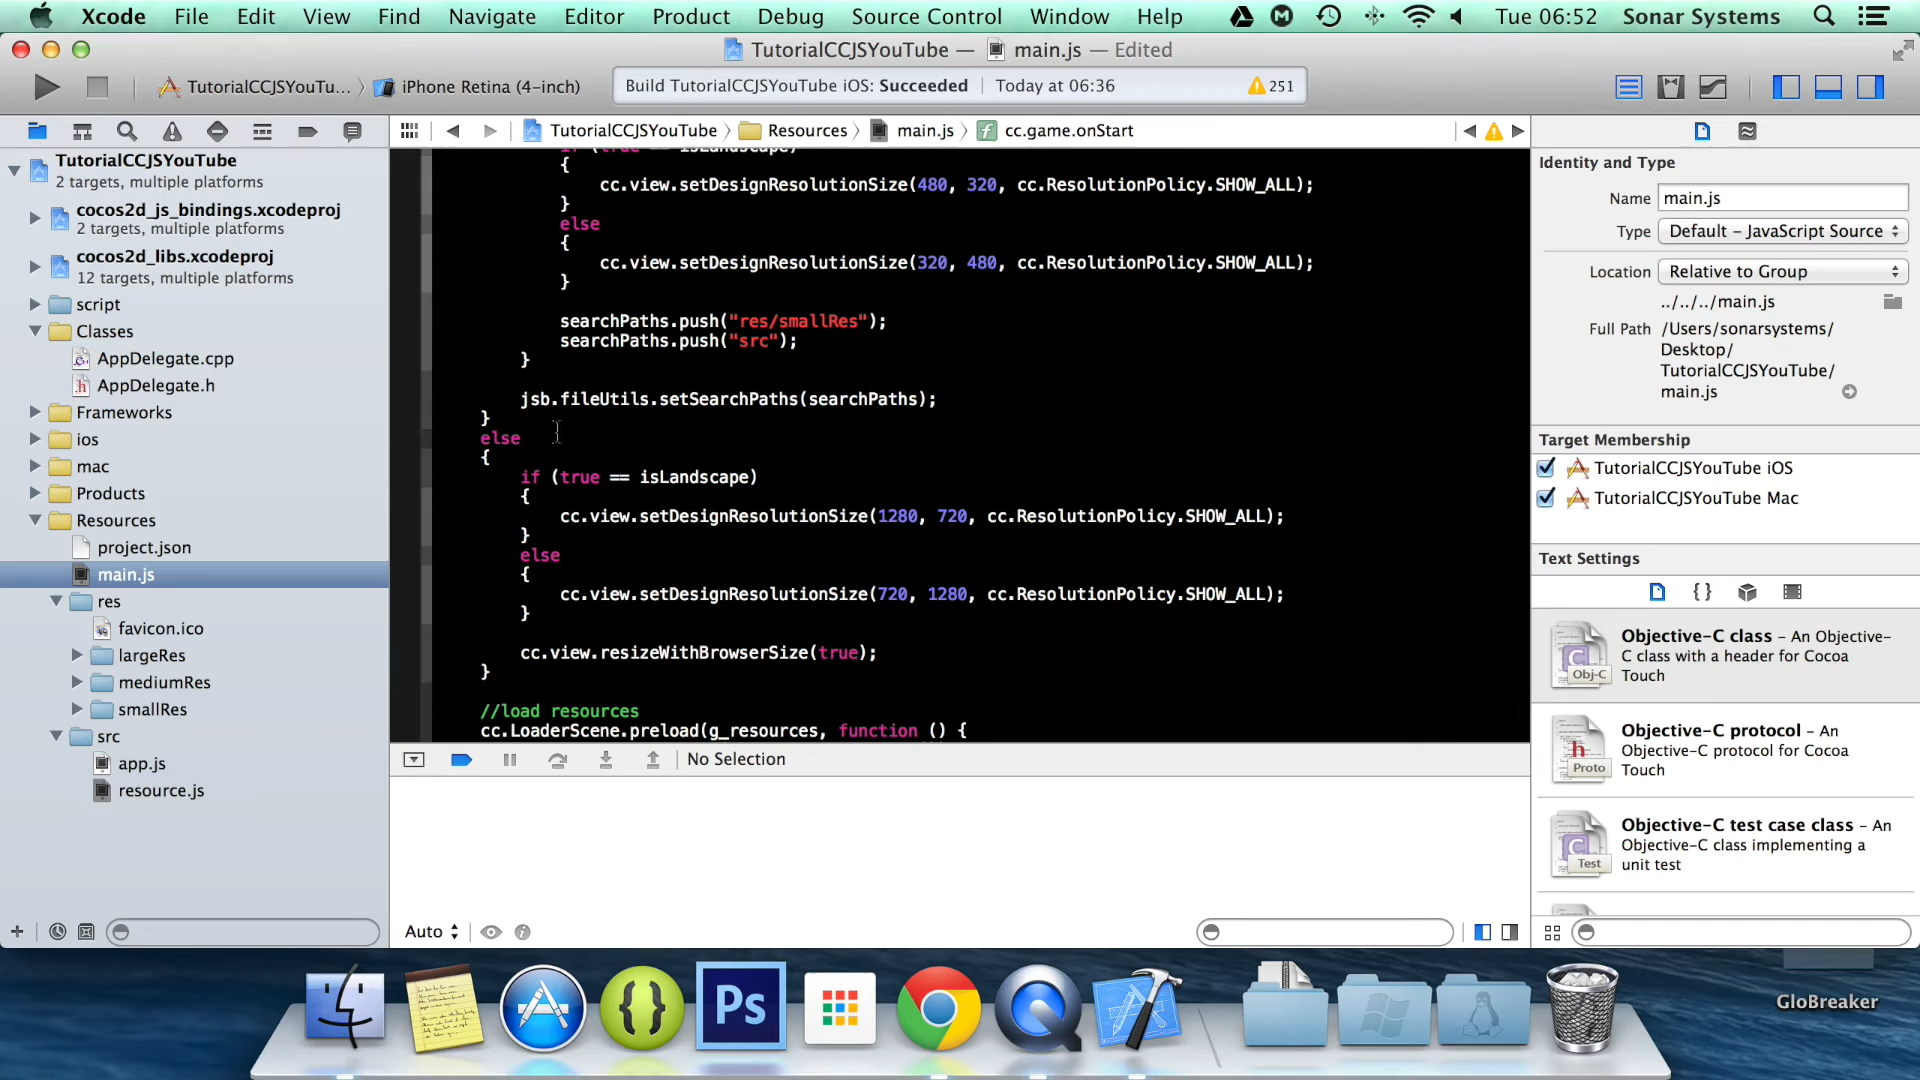 Xcode File Edit View Find Navigate Editor Product Debug Source Control Window Help Tue 06:52 Sonar Systems
TutorialCCJSYouTube — main.js — Edited
TutorialCCJSYouTu... iPhone Retina (4-inch) Build TutorialCCJSYouTube iOS: Succeeded Today at 06:36 251
TutorialCCJSYouTube Resources main.js cc.game.onStart
TutorialCCJSYouTube
2 targets, multiple platforms
cocos2d_js_bindings.xcodeproj
2 targets, multiple platforms
cocos2d_libs.xcodeproj
12 targets, multiple platforms
script
Classes
AppDelegate.cpp
AppDelegate.h
Frameworks
ios
mac
Products
Resources
project.json
main.js
res
favicon.ico
largeRes
mediumRes
smallRes
src
app.js
resource.js
if (true == isLandscape)
{
cc.view.setDesignResolutionSize(480, 320, cc.ResolutionPolicy.SHOW_ALL);
}
else
{
cc.view.setDesignResolutionSize(320, 480, cc.ResolutionPolicy.SHOW_ALL);
}
searchPaths.push("res/smallRes");
searchPaths.push("src");
}
jsb.fileUtils.setSearchPaths(searchPaths);
}
else
{
if (true == isLandscape)
{
cc.view.setDesignResolutionSize(1280, 720, cc.ResolutionPolicy.SHOW_ALL);
}
else
{
cc.view.setDesignResolutionSize(720, 1280, cc.ResolutionPolicy.SHOW_ALL);
}
cc.view.resizeWithBrowserSize(true);
}
//load resources
cc.LoaderScene.preload(g_resources, function () {
No Selection
Auto
Identity and Type
Name main.js
Type Default - JavaScript Source
Location Relative to Group
../../../main.js
Full Path /Users/sonarsystems/
Desktop/
TutorialCCJSYouTube/
main.js
Target Membership
TutorialCCJSYouTube iOS
TutorialCCJSYouTube Mac
Text Settings
Objective-C class - An Objective-
C class with a header for Cocoa
Touch
Obj-C
Objective-C protocol - An
Objective-C protocol for Cocoa
Touch
Proto
Objective-C test case class - An
Objective-C class implementing a
unit test
Test
Ps
GloBreaker